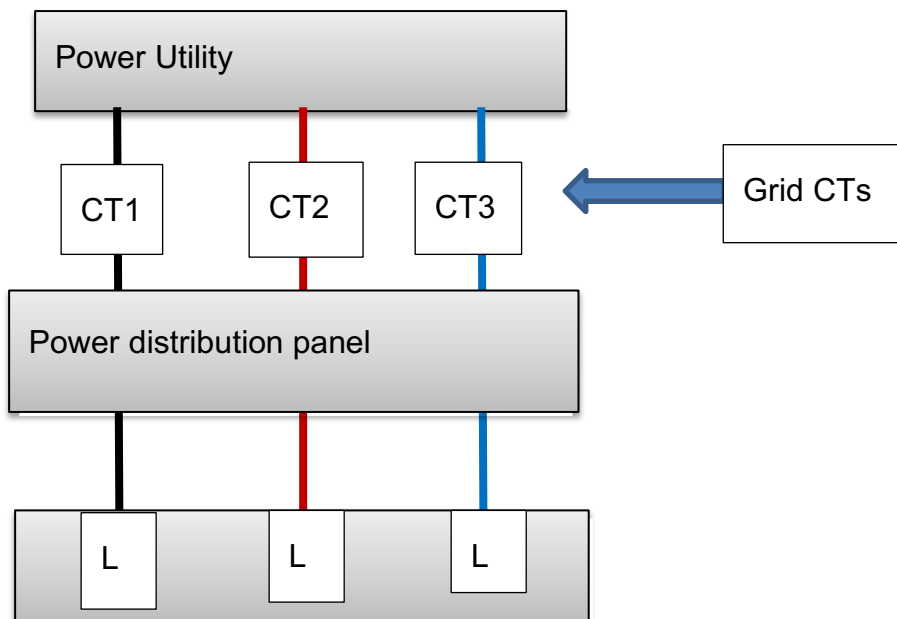 Power Utility
CT1
CT2
CT3
Grid CTs
Power distribution panel
L
L
L